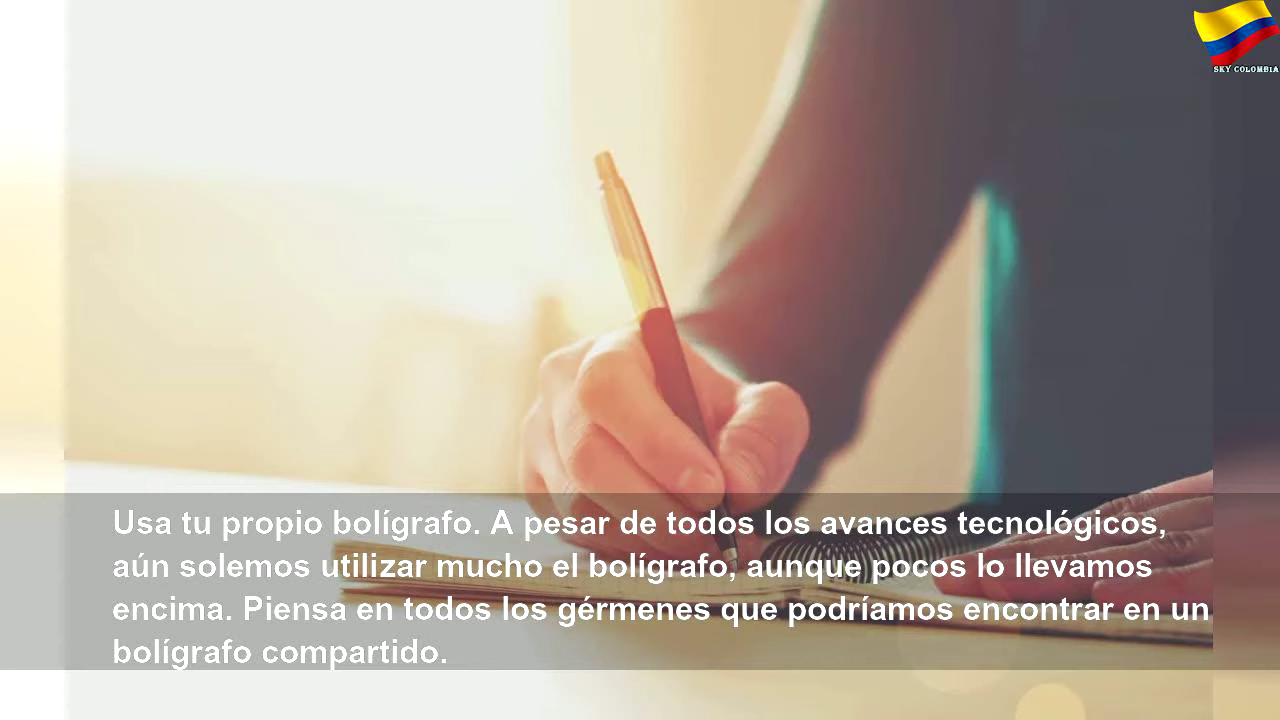 SKY COLOMBIA
Usa tu propio bolígrafo. A pesar de todos los avances tecnológicos,
aún solemos utilizar mucho el bolígrafo, aunque pocos lo llevamos
encima. Piensa en todos los gérmenes que podríamos encontrar en un
bolígrafo compartido.